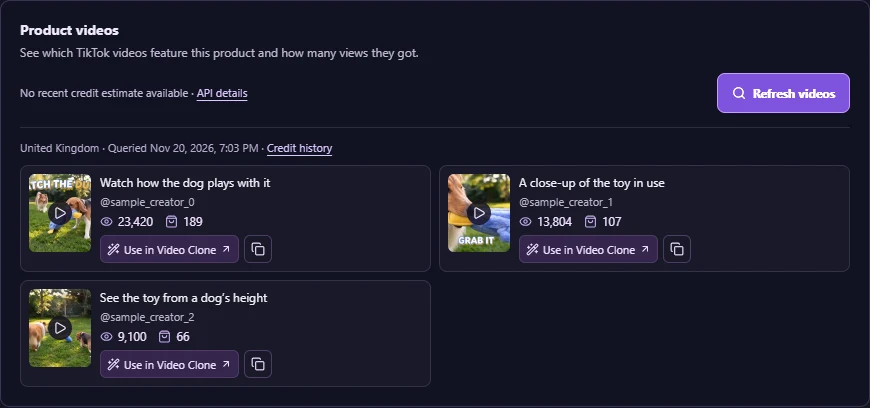 Product videos
See which TikTok videos feature this product and how many views they got.
No recent credit estimate available · API details
Refresh videos
United Kingdom · Queried Nov 20, 2026, 7:03 PM · Credit history
TCH THE DO
Watch how the dog plays with it
@sample_creator_0
23,420 189
Use in Video Clone ↗
GRAB IT
A close-up of the toy in use
@sample_creator_1
13,804 107
Use in Video Clone ↗
See the toy from a dog's height
@sample_creator_2
9,100 66
Use in Video Clone ↗